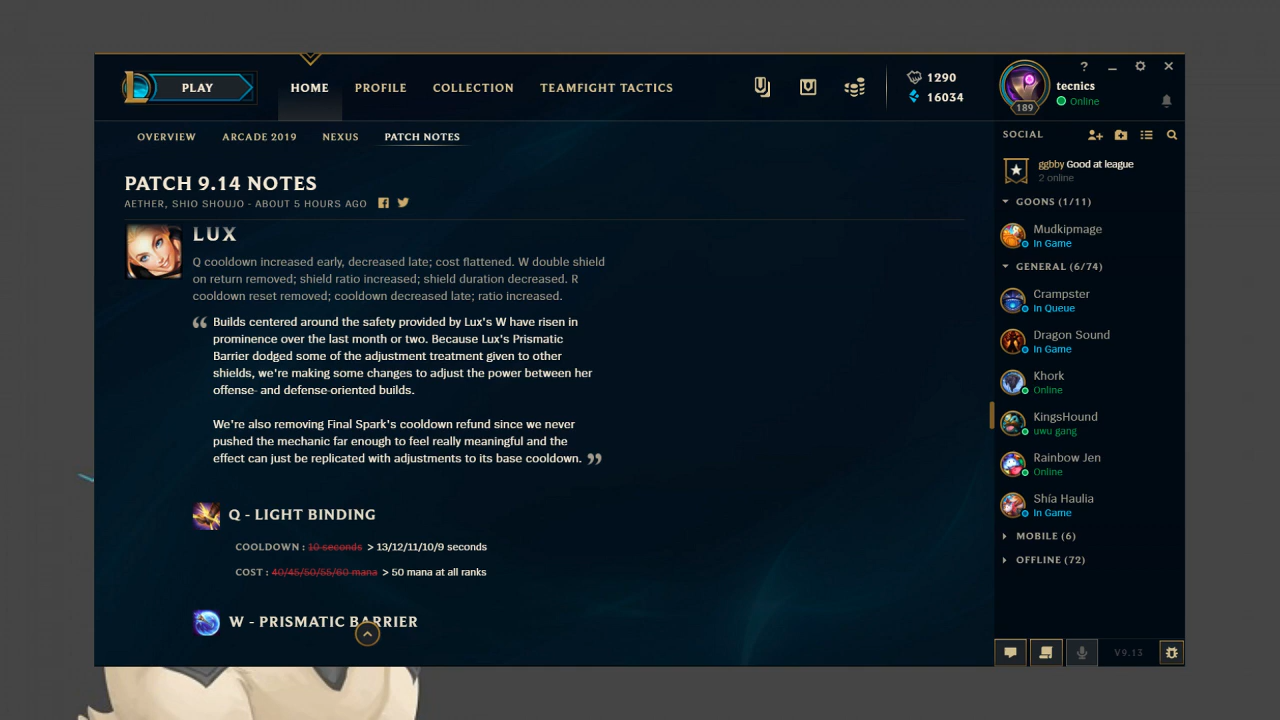 PLAY
HOME
PROFILE
COLLECTION
TEAMFIGHT TACTICS
1290
16034
?
tecnics
Online
189
OVERVIEW
ARCADE 2019
NEXUS
PATCH NOTES
PATCH 9.14 NOTES
AETHER, SHIO SHOUJO - ABOUT 5 HOURS AGO
LUX
Q cooldown increased early, decreased late; cost flattened. W double shield
on return removed; shield ratio increased; shield duration decreased. R
cooldown reset removed; cooldown decreased late; ratio increased.
“ Builds centered around the safety provided by Lux's W have risen in
prominence over the last month or two. Because Lux's Prismatic
Barrier dodged some of the adjustment treatment given to other
shields, we're making some changes to adjust the power between her
offense- and defense-oriented builds.
We're also removing Final Spark's cooldown refund since we never
pushed the mechanic far enough to feel really meaningful and the
effect can just be replicated with adjustments to its base cooldown. ”
Q - LIGHT BINDING
COOLDOWN : 10 seconds > 13/12/11/10/9 seconds
COST : 40/45/50/55/60 mana > 50 mana at all ranks
W - PRISMATIC BARRIER
SOCIAL
ggbby Good at league
2 online
GOONS (1/11)
Mudkipmage
In Game
GENERAL (6/74)
Crampster
In Queue
Dragon Sound
In Game
Khork
Online
KingsHound
uwu gang
Rainbow Jen
Online
Shía Haulia
In Game
MOBILE (6)
OFFLINE (72)
V9.13